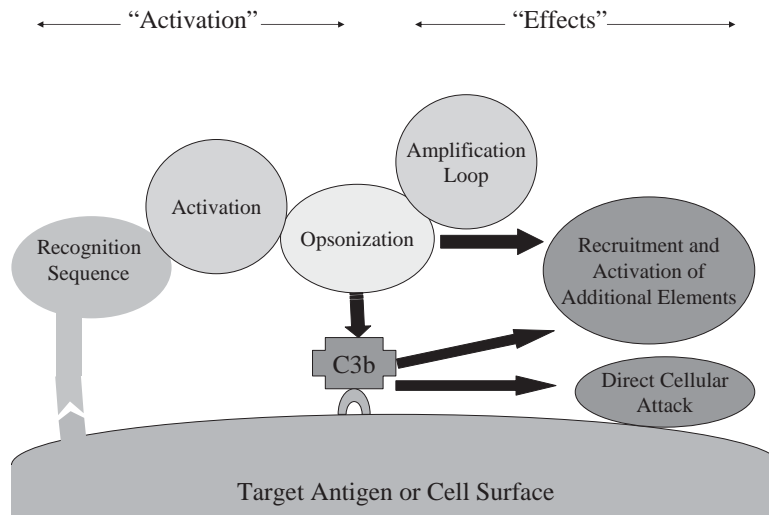 “Activation”
“Effects”
Amplification
Loop
Activation
Opsonization
Recognition
Sequence
Recruitment and
Activation of
Additional Elements
C3b
Direct Cellular
Attack
Target Antigen or Cell Surface